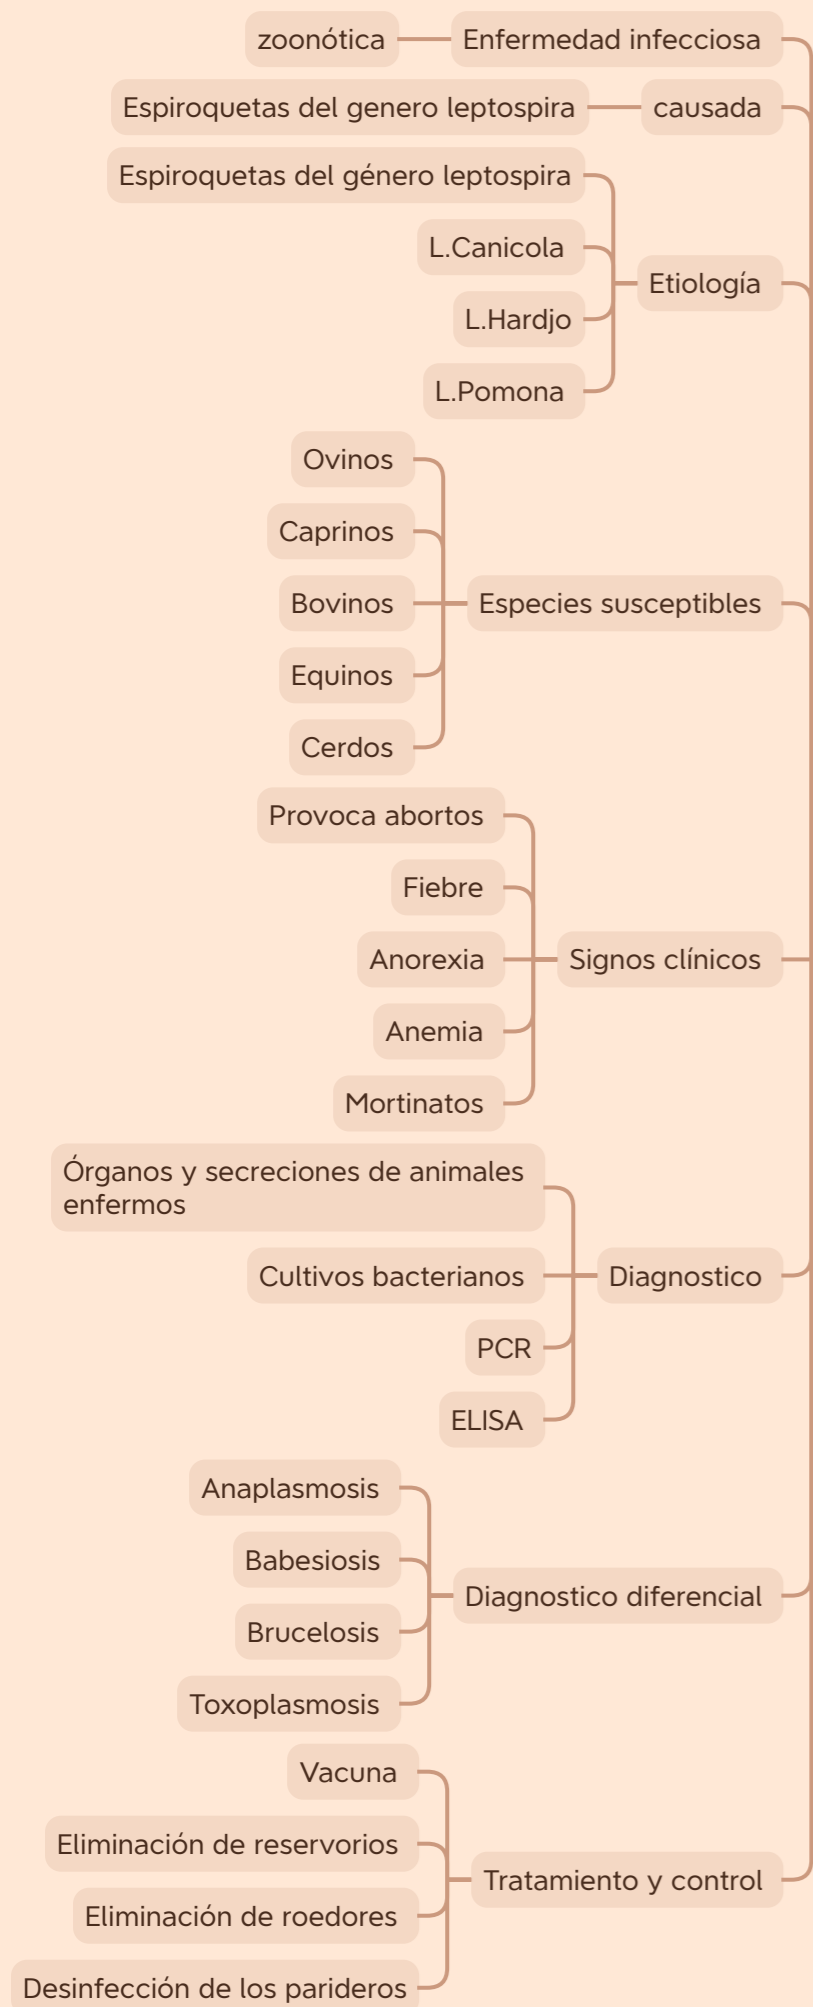 zoonótica
Enfermedad infecciosa
Espiroquetas del genero leptospira
causada
Espiroquetas del género leptospira
L.Canicola
L.Hardjo
L.Pomona
Etiología
Ovinos
Caprinos
Bovinos
Equinos
Cerdos
Especies susceptibles
Provoca abortos
Fiebre
Anorexia
Anemia
Mortinatos
Signos clínicos
Órganos y secreciones de animales
enfermos
Cultivos bacterianos
PCR
ELISA
Diagnostico
Anaplasmosis
Babesiosis
Brucelosis
Toxoplasmosis
Diagnostico diferencial
Vacuna
Eliminación de reservorios
Eliminación de roedores
Desinfección de los parideros
Tratamiento y control